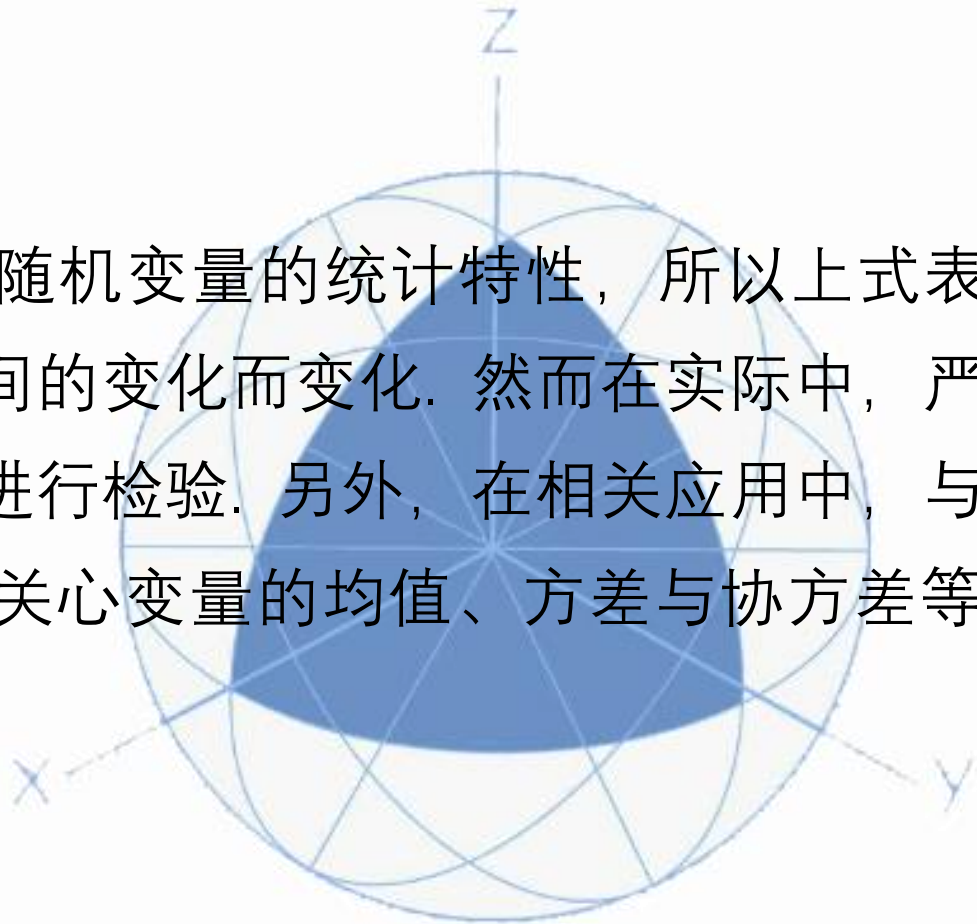 Z
随机变量的统计特性，所以上式表
间的变化而变化. 然而在实际中，严
进行检验. 另外，在相关应用中，与
关心变量的均值、方差与协方差等
X
Y